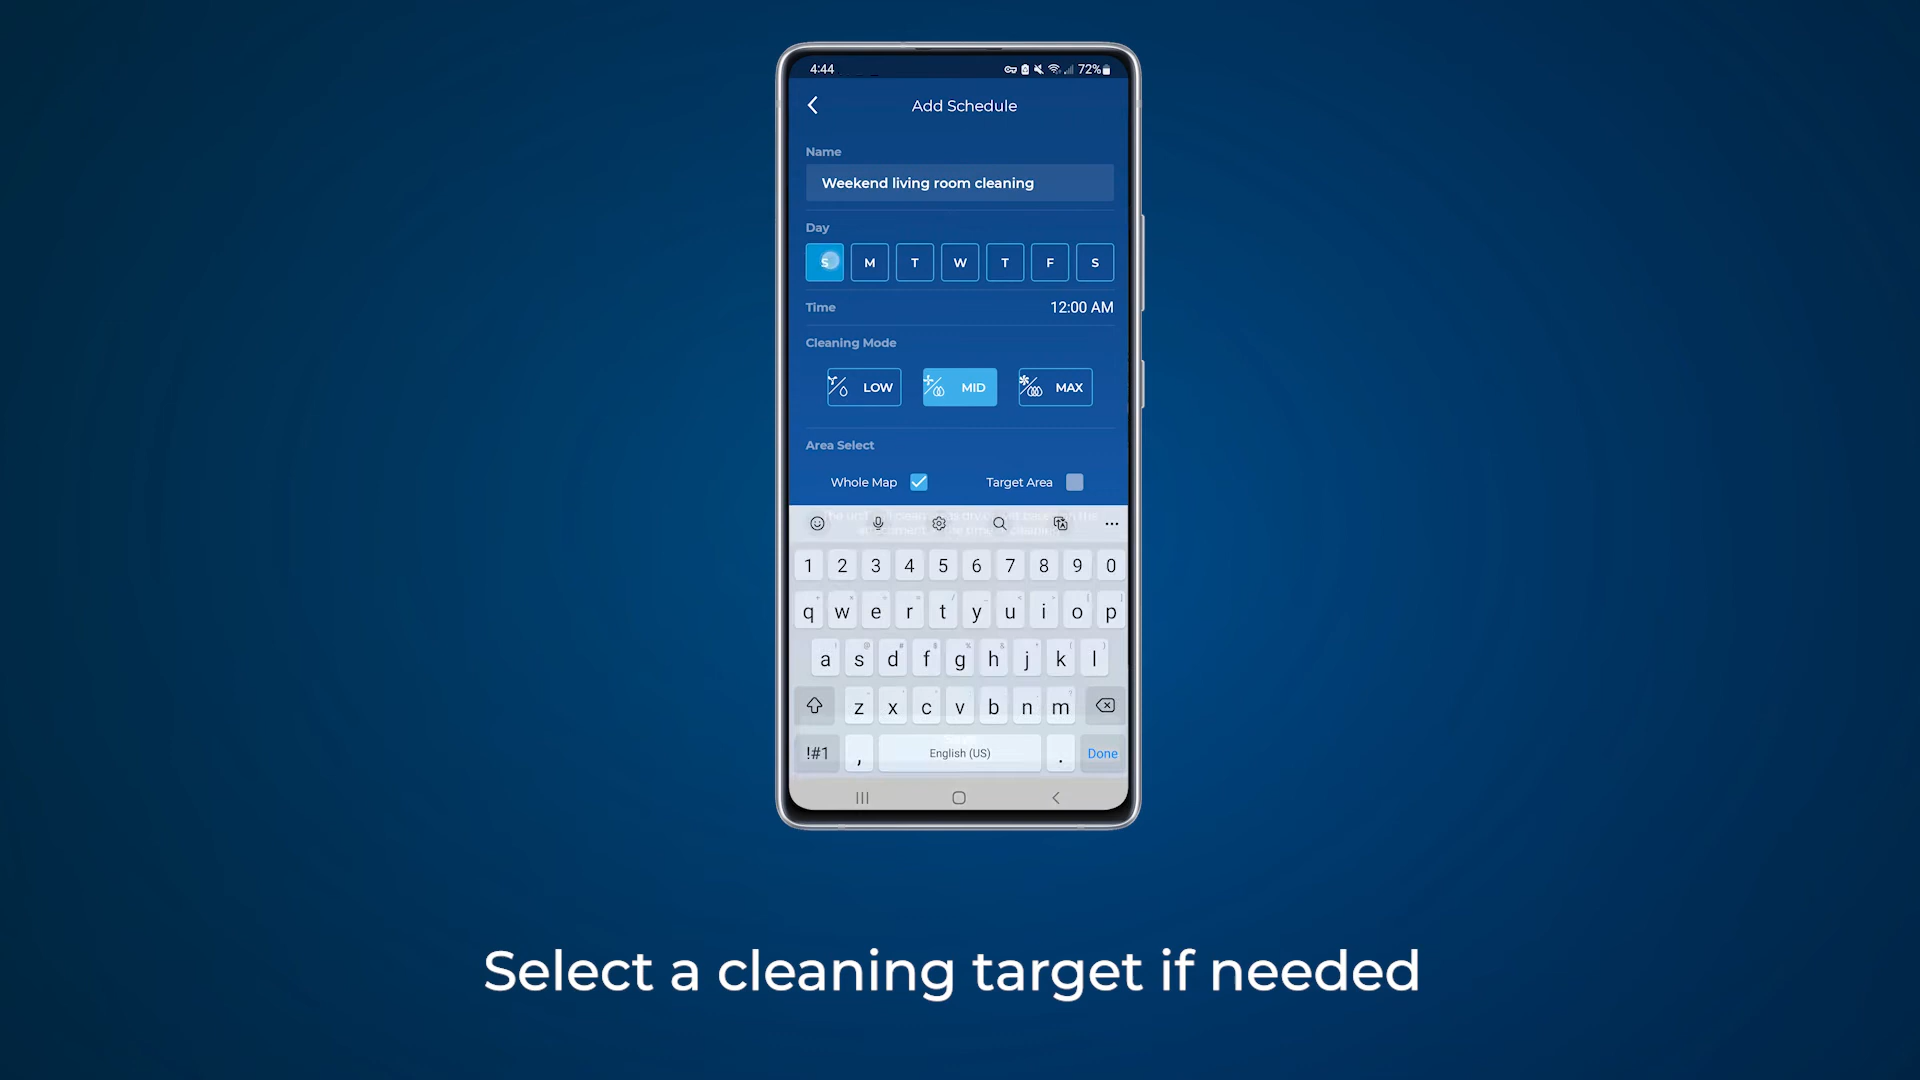 4:44
72%
Add Schedule
Name
Weekend living room cleaning
Day
S M T W T F S
Time 12:00 AM
Cleaning Mode
LOW MID MAX
Area Select
Whole Map Target Area
1 2 3 4 5 6 7 8 9 0
q w e r t y u i o p
a s d f g h j k l
z x c v b n m
!#1 , English (US) . Done
Select a cleaning target if needed